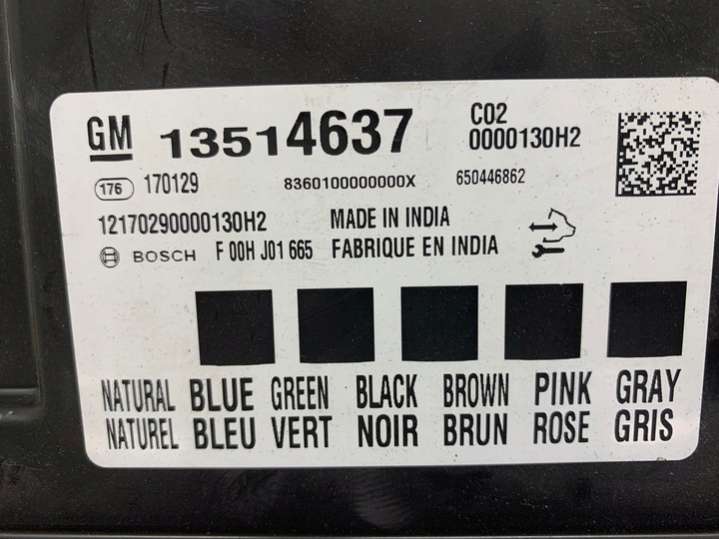 GM 13514637 C02
0000130H2
176 170129 8360100000000X 650446862
12170290000130H2 MADE IN INDIA
BOSCH F 00H J01 665 FABRIQUE EN INDIA
NATURAL BLUE GREEN BLACK BROWN PINK GRAY
NATUREL BLEU VERT NOIR BRUN ROSE GRIS